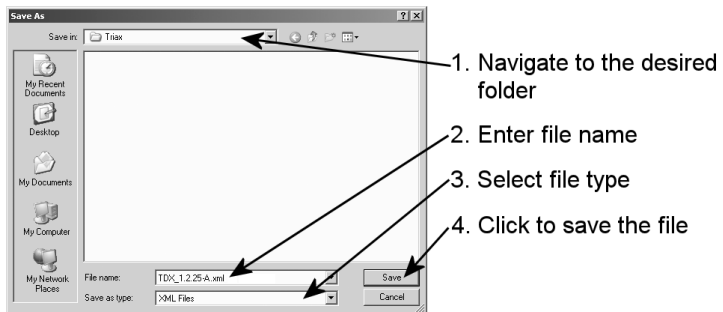 Save As
Save in:
Triax
My Recent
Documents
Desktop
My Documents
My Computer
My Network
Places
File name:
TDX_1.2.25-A.xml
Save
Save as type:
XML Files
Cancel
1. Navigate to the desired
folder
2. Enter file name
3. Select file type
4. Click to save the file